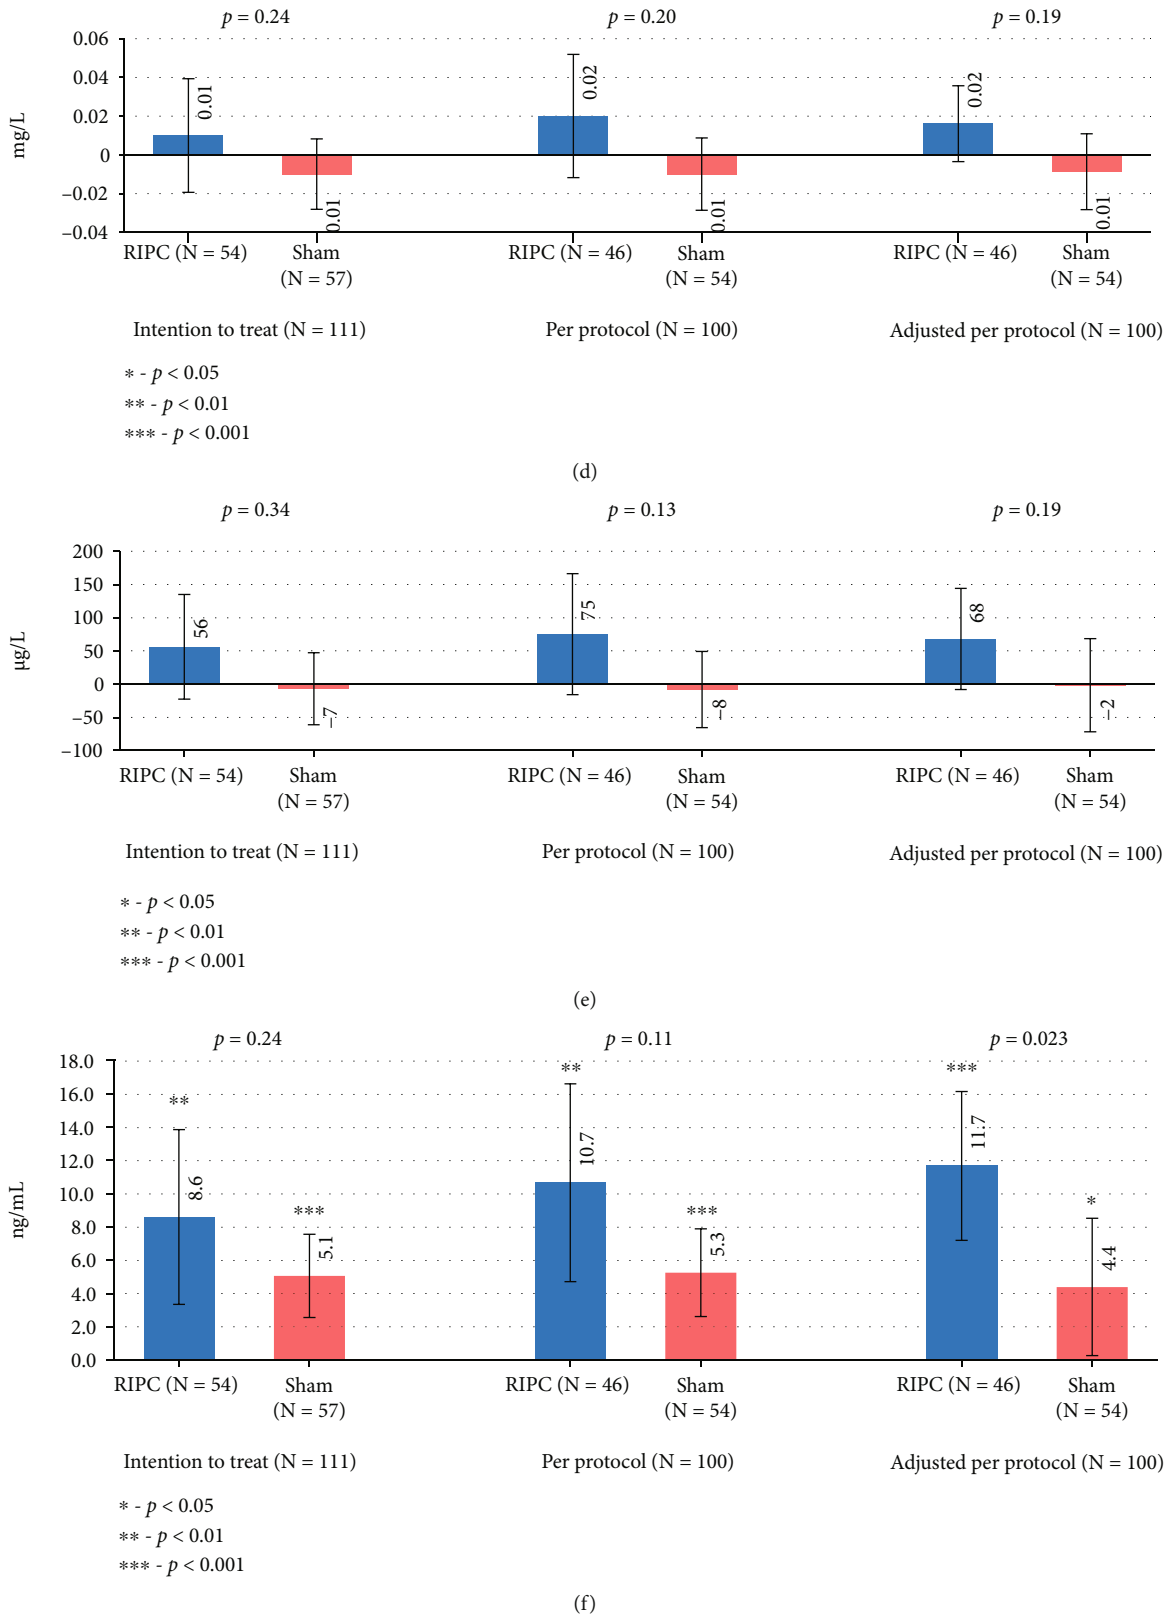 p = 0.24 p = 0.20 p = 0.19
0.06
0.04
0.02
0
–0.02
–0.04
mg/L
0.01 0.01 0.02 0.01 0.02 0.01
RIPC (N = 54) Sham RIPC (N = 46) Sham RIPC (N = 46) Sham
(N = 57) (N = 54) (N = 54)
Intention to treat (N = 111) Per protocol (N = 100) Adjusted per protocol (N = 100)
∗ - p < 0.05
∗∗ - p < 0.01
∗∗∗ - p < 0.001
(d)
p = 0.34 p = 0.13 p = 0.19
200
150
100
50
0
–50
–100
µg/L
56 –7 75 –8 68 –2
RIPC (N = 54) Sham RIPC (N = 46) Sham RIPC (N = 46) Sham
(N = 57) (N = 54) (N = 54)
Intention to treat (N = 111) Per protocol (N = 100) Adjusted per protocol (N = 100)
∗ - p < 0.05
∗∗ - p < 0.01
∗∗∗ - p < 0.001
(e)
p = 0.24 p = 0.11 p = 0.023
18.0
16.0
14.0
12.0
10.0
8.0
6.0
4.0
2.0
0.0
ng/mL
∗∗ ∗∗∗ ∗∗ ∗∗∗ ∗∗∗ ∗
8.6 5.1 10.7 5.3 11.7 4.4
RIPC (N = 54) Sham RIPC (N = 46) Sham RIPC (N = 46) Sham
(N = 57) (N = 54) (N = 54)
Intention to treat (N = 111) Per protocol (N = 100) Adjusted per protocol (N = 100)
∗ - p < 0.05
∗∗ - p < 0.01
∗∗∗ - p < 0.001
(f)